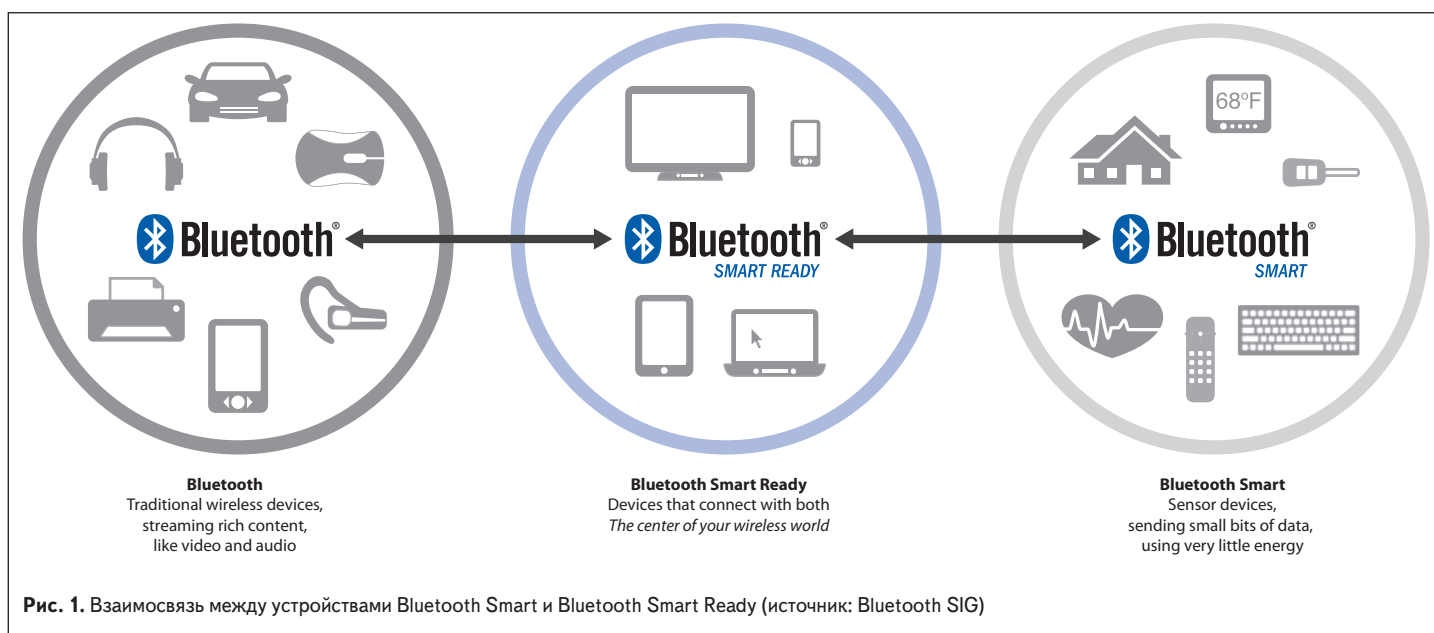 68°F
Bluetooth®
Bluetooth®
SMART READY
Bluetooth®
SMART
Bluetooth
Traditional wireless devices,
streaming rich content,
like video and audio
Bluetooth Smart Ready
Devices that connect with both
The center of your wireless world
Bluetooth Smart
Sensor devices,
sending small bits of data,
using very little energy
Рис. 1. Взаимосвязь между устройствами Bluetooth Smart и Bluetooth Smart Ready (источник: Bluetooth SIG)